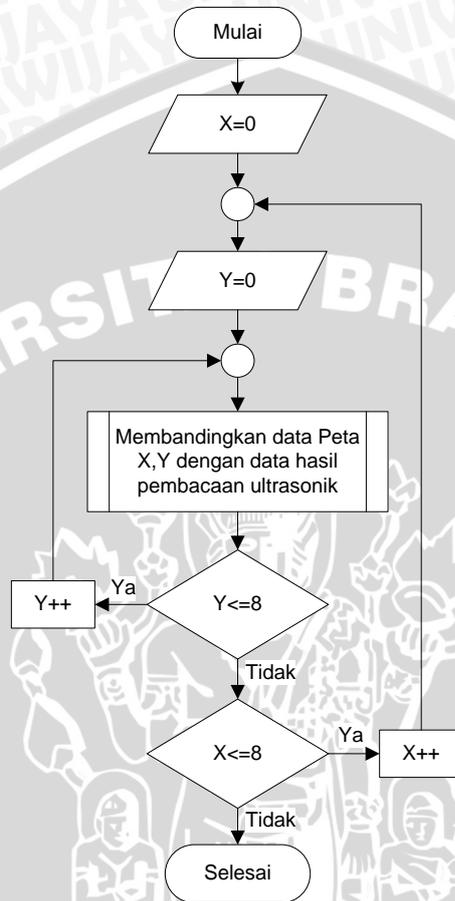 Mulai
X=0
Y=0
Membandingkan data Peta
X,Y dengan data hasil
pembacaan ultrasonik
Y<=8
Ya
Y++
Tidak
X<=8
Ya
X++
Tidak
Selesai